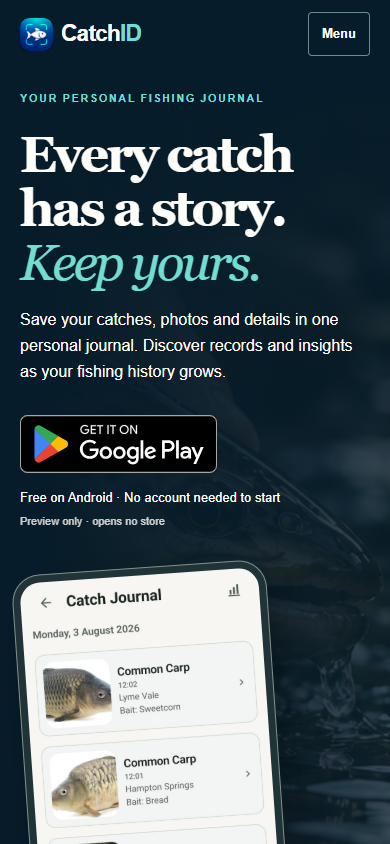 CatchID
Menu
YOUR PERSONAL FISHING JOURNAL
Every catch
has a story.
Keep yours.
Save your catches, photos and details in one
personal journal. Discover records and insights
as your fishing history grows.
GET IT ON
Google Play
Free on Android · No account needed to start
Preview only · opens no store
Catch Journal
Monday, 3 August 2026
Common Carp
12:02
Lyme Vale
Bait: Sweetcorn
Common Carp
12:01
Hampton Springs
Bait: Bread